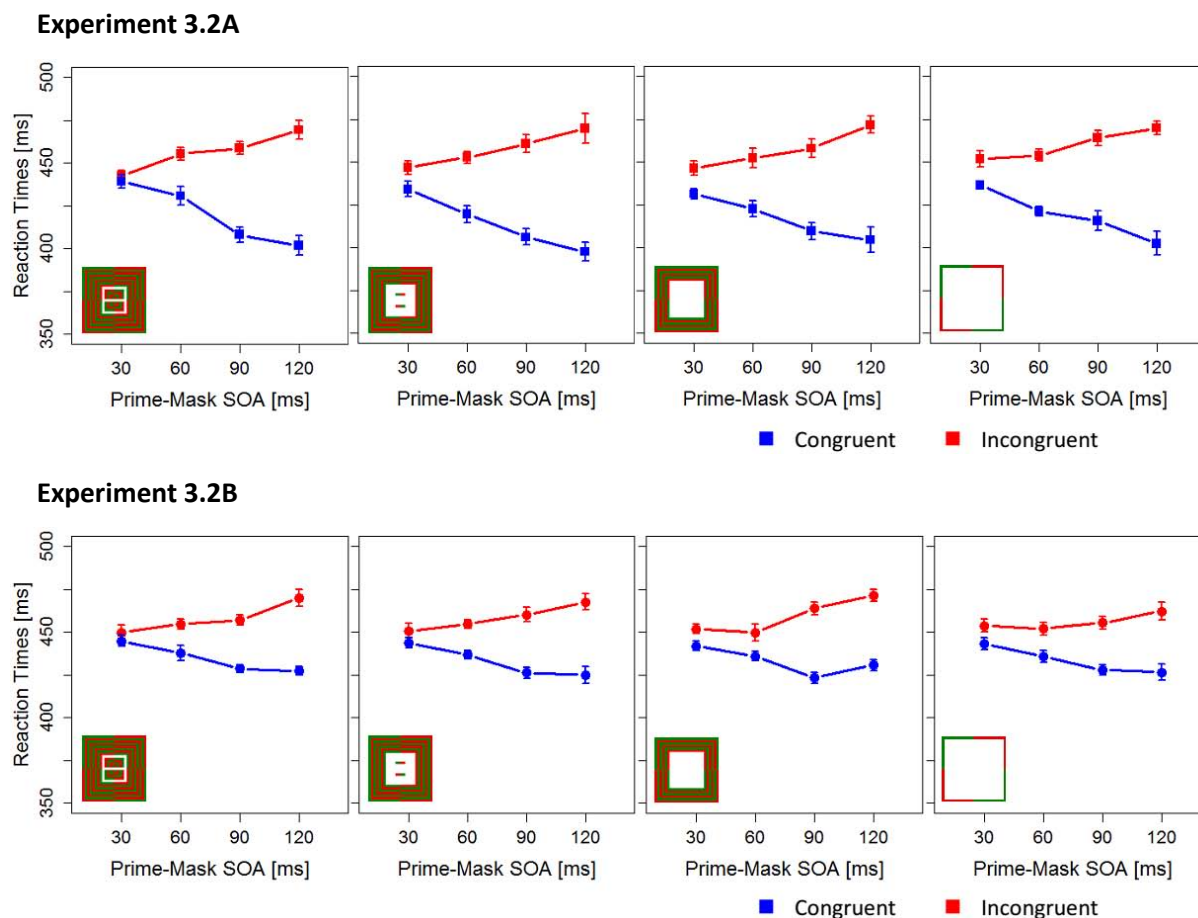 Experiment 3.2A
Reaction Times [ms]
500
450
400
350
30 60 90 120
30 60 90 120
30 60 90 120
30 60 90 120
Prime-Mask SOA [ms]
Prime-Mask SOA [ms]
Prime-Mask SOA [ms]
Prime-Mask SOA [ms]
Congruent Incongruent
Experiment 3.2B
Reaction Times [ms]
500
450
400
350
30 60 90 120
30 60 90 120
30 60 90 120
30 60 90 120
Prime-Mask SOA [ms]
Prime-Mask SOA [ms]
Prime-Mask SOA [ms]
Prime-Mask SOA [ms]
Congruent Incongruent